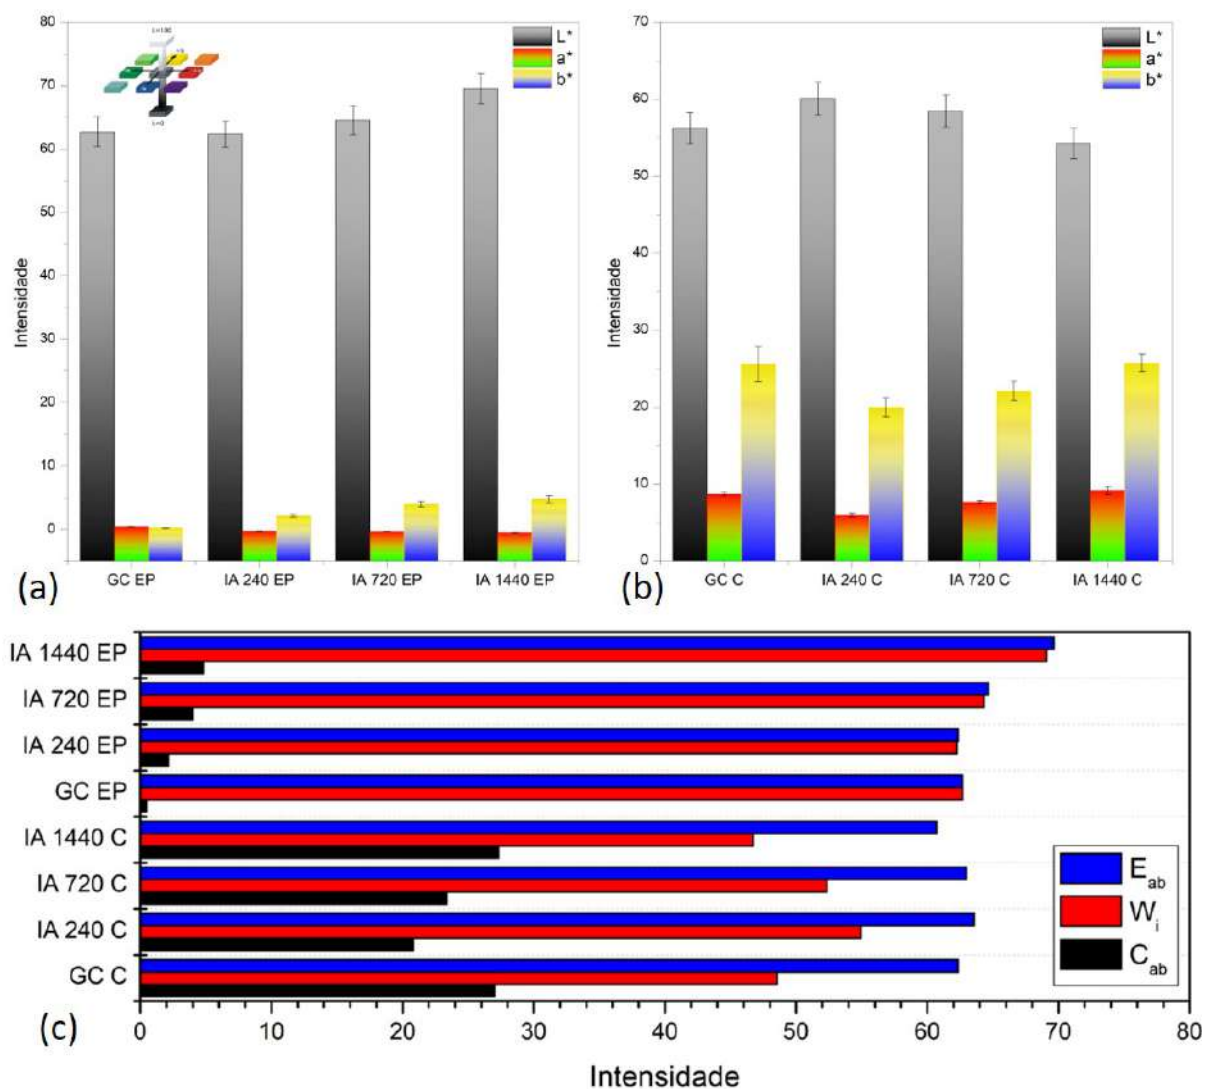 80
70
60
50
40
30
20
10
0
Intensidade
L*
a*
b*
GC EP
IA 240 EP
IA 720 EP
IA 1440 EP
(a)
70
60
50
40
30
20
10
0
Intensidade
L*
a*
b*
GC C
IA 240 C
IA 720 C
IA 1440 C
(b)
IA 1440 EP
IA 720 EP
IA 240 EP
GC EP
IA 1440 C
IA 720 C
IA 240 C
GC C
E_ab
W_i
C_ab
(c)
0 10 20 30 40 50 60 70 80
Intensidade